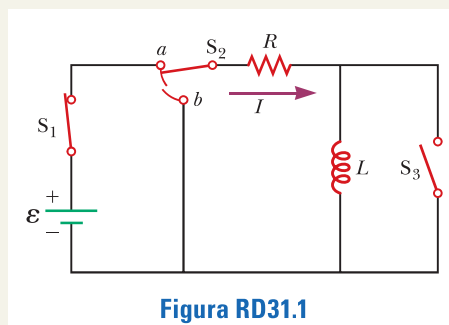 a S₂ R
b
I
S₁
L S₃
+
ε
−
Figura RD31.1